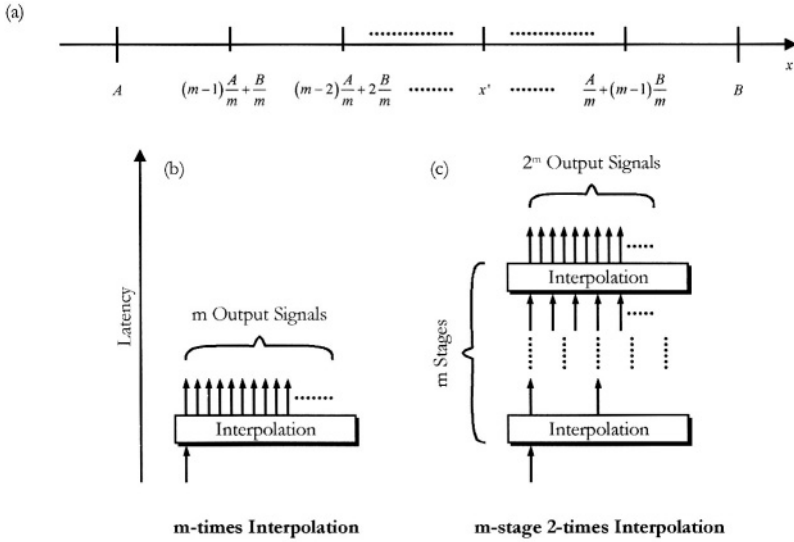 (a)
x
A (m-1)A/m+B/m (m-2)A/m+2B/m ········ x' ········ A/m+(m-1)B/m B
Latency
(b)
m Output Signals
Interpolation
m-times Interpolation
(c)
2ᵐ Output Signals
Interpolation
m Stages
Interpolation
m-stage 2-times Interpolation